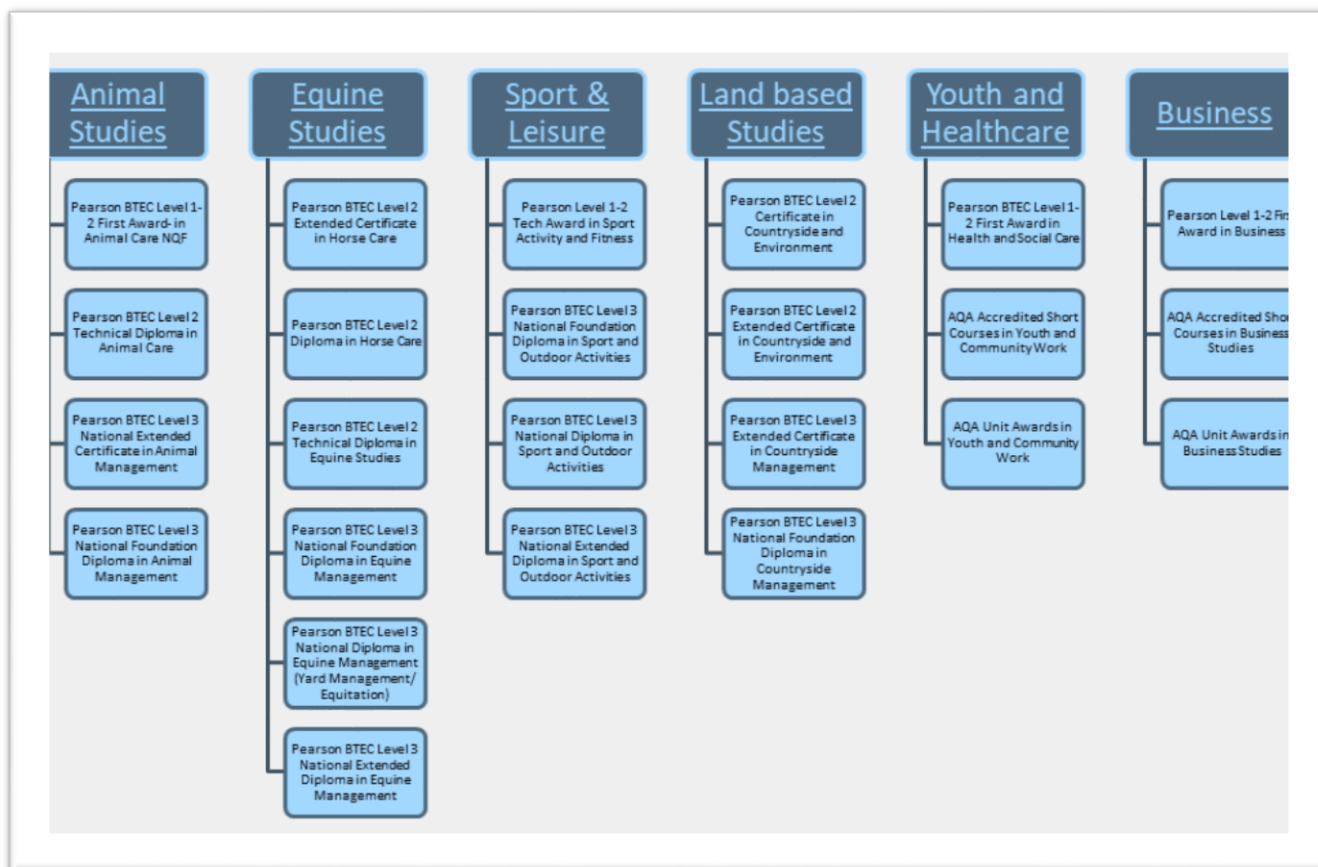 Animal
Studies
Pearson BTEC Level 1-
2 First Award- in
Animal Care NQF
Pearson BTEC Level 2
Technical Diploma in
Animal Care
Pearson BTEC Level 3
National Extended
Certificate in Animal
Management
Pearson BTEC Level 3
National Foundation
Diploma in Animal
Management
Equine
Studies
Pearson BTEC Level 2
Extended Certificate
in Horse Care
Pearson BTEC Level 2
Diploma in Horse Care
Pearson BTEC Level 2
Technical Diploma in
Equine Studies
Pearson BTEC Level 3
National Foundation
Diploma in Equine
Management
Pearson BTEC Level 3
National Diploma in
Equine Management
(Yard Management/
Equitation)
Pearson BTEC Level 3
National Extended
Diploma in Equine
Management
Sport &
Leisure
Pearson Level 1-2
Tech Award in Sport
Activity and Fitness
Pearson BTEC Level 3
National Foundation
Diploma in Sport and
Outdoor Activities
Pearson BTEC Level 3
National Diploma in
Sport and Outdoor
Activities
Pearson BTEC Level 3
National Extended
Diploma in Sport and
Outdoor Activities
Land based
Studies
Pearson BTEC Level 2
Certificate in
Countryside and
Environment
Pearson BTEC Level 2
Extended Certificate
in Countryside and
Environment
Pearson BTEC Level 3
Extended Certificate
in Countryside
Management
Pearson BTEC Level 3
National Foundation
Diploma in
Countryside
Management
Youth and
Healthcare
Pearson BTEC Level 1-
2 First Award in
Health and Social Care
AQA Accredited Short
Courses in Youth and
Community Work
AQA Unit Awards in
Youth and Community
Work
Business
Pearson Level 1-2
Award in Business
AQA Accredited
Courses in Business
Studies
AQA Unit Awards in
Business Studies